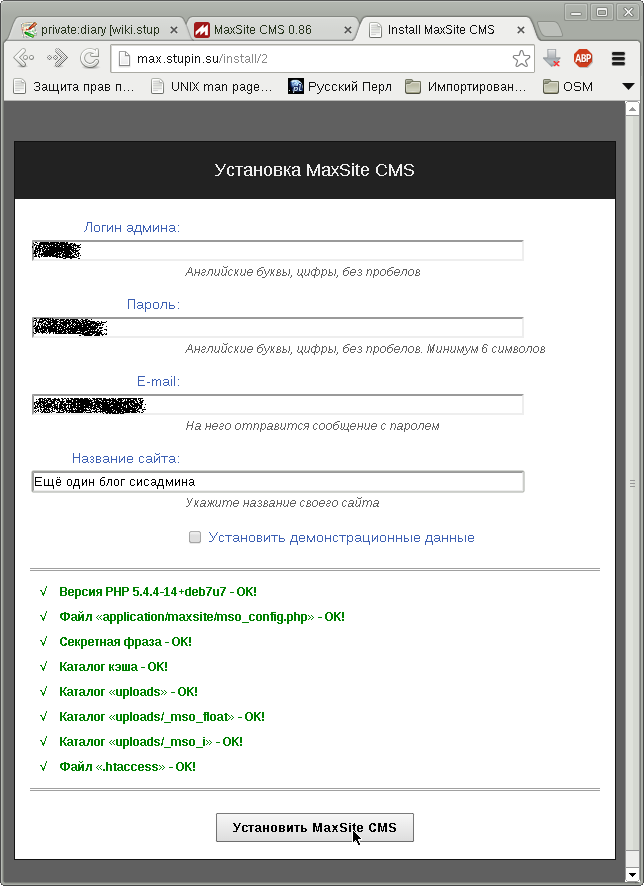 private:diary [wiki.stup
MaxSite CMS 0.86
Install MaxSite CMS
max.stupin.su/install/2
ABP
Защита прав п...
UNIX man page...
Русский Перл
Импортирован...
OSM
Установка MaxSite CMS
Логин админа:
Английские буквы, цифры, без пробелов
Пароль:
Английские буквы, цифры, без пробелов. Минимум 6 символов
E-mail:
На него отправится сообщение с паролем
Название сайта:
Ещё один блог сисадмина
Укажите название своего сайта
Установить демонстрационные данные
√ Версия PHP 5.4.4-14+deb7u7 - OK!
√ Файл «application/maxsite/mso_config.php» - OK!
√ Секретная фраза - OK!
√ Каталог кэша - OK!
√ Каталог «uploads» - OK!
√ Каталог «uploads/_mso_float» - OK!
√ Каталог «uploads/_mso_i» - OK!
√ Файл «.htaccess» - OK!
Установить MaxSite CMS